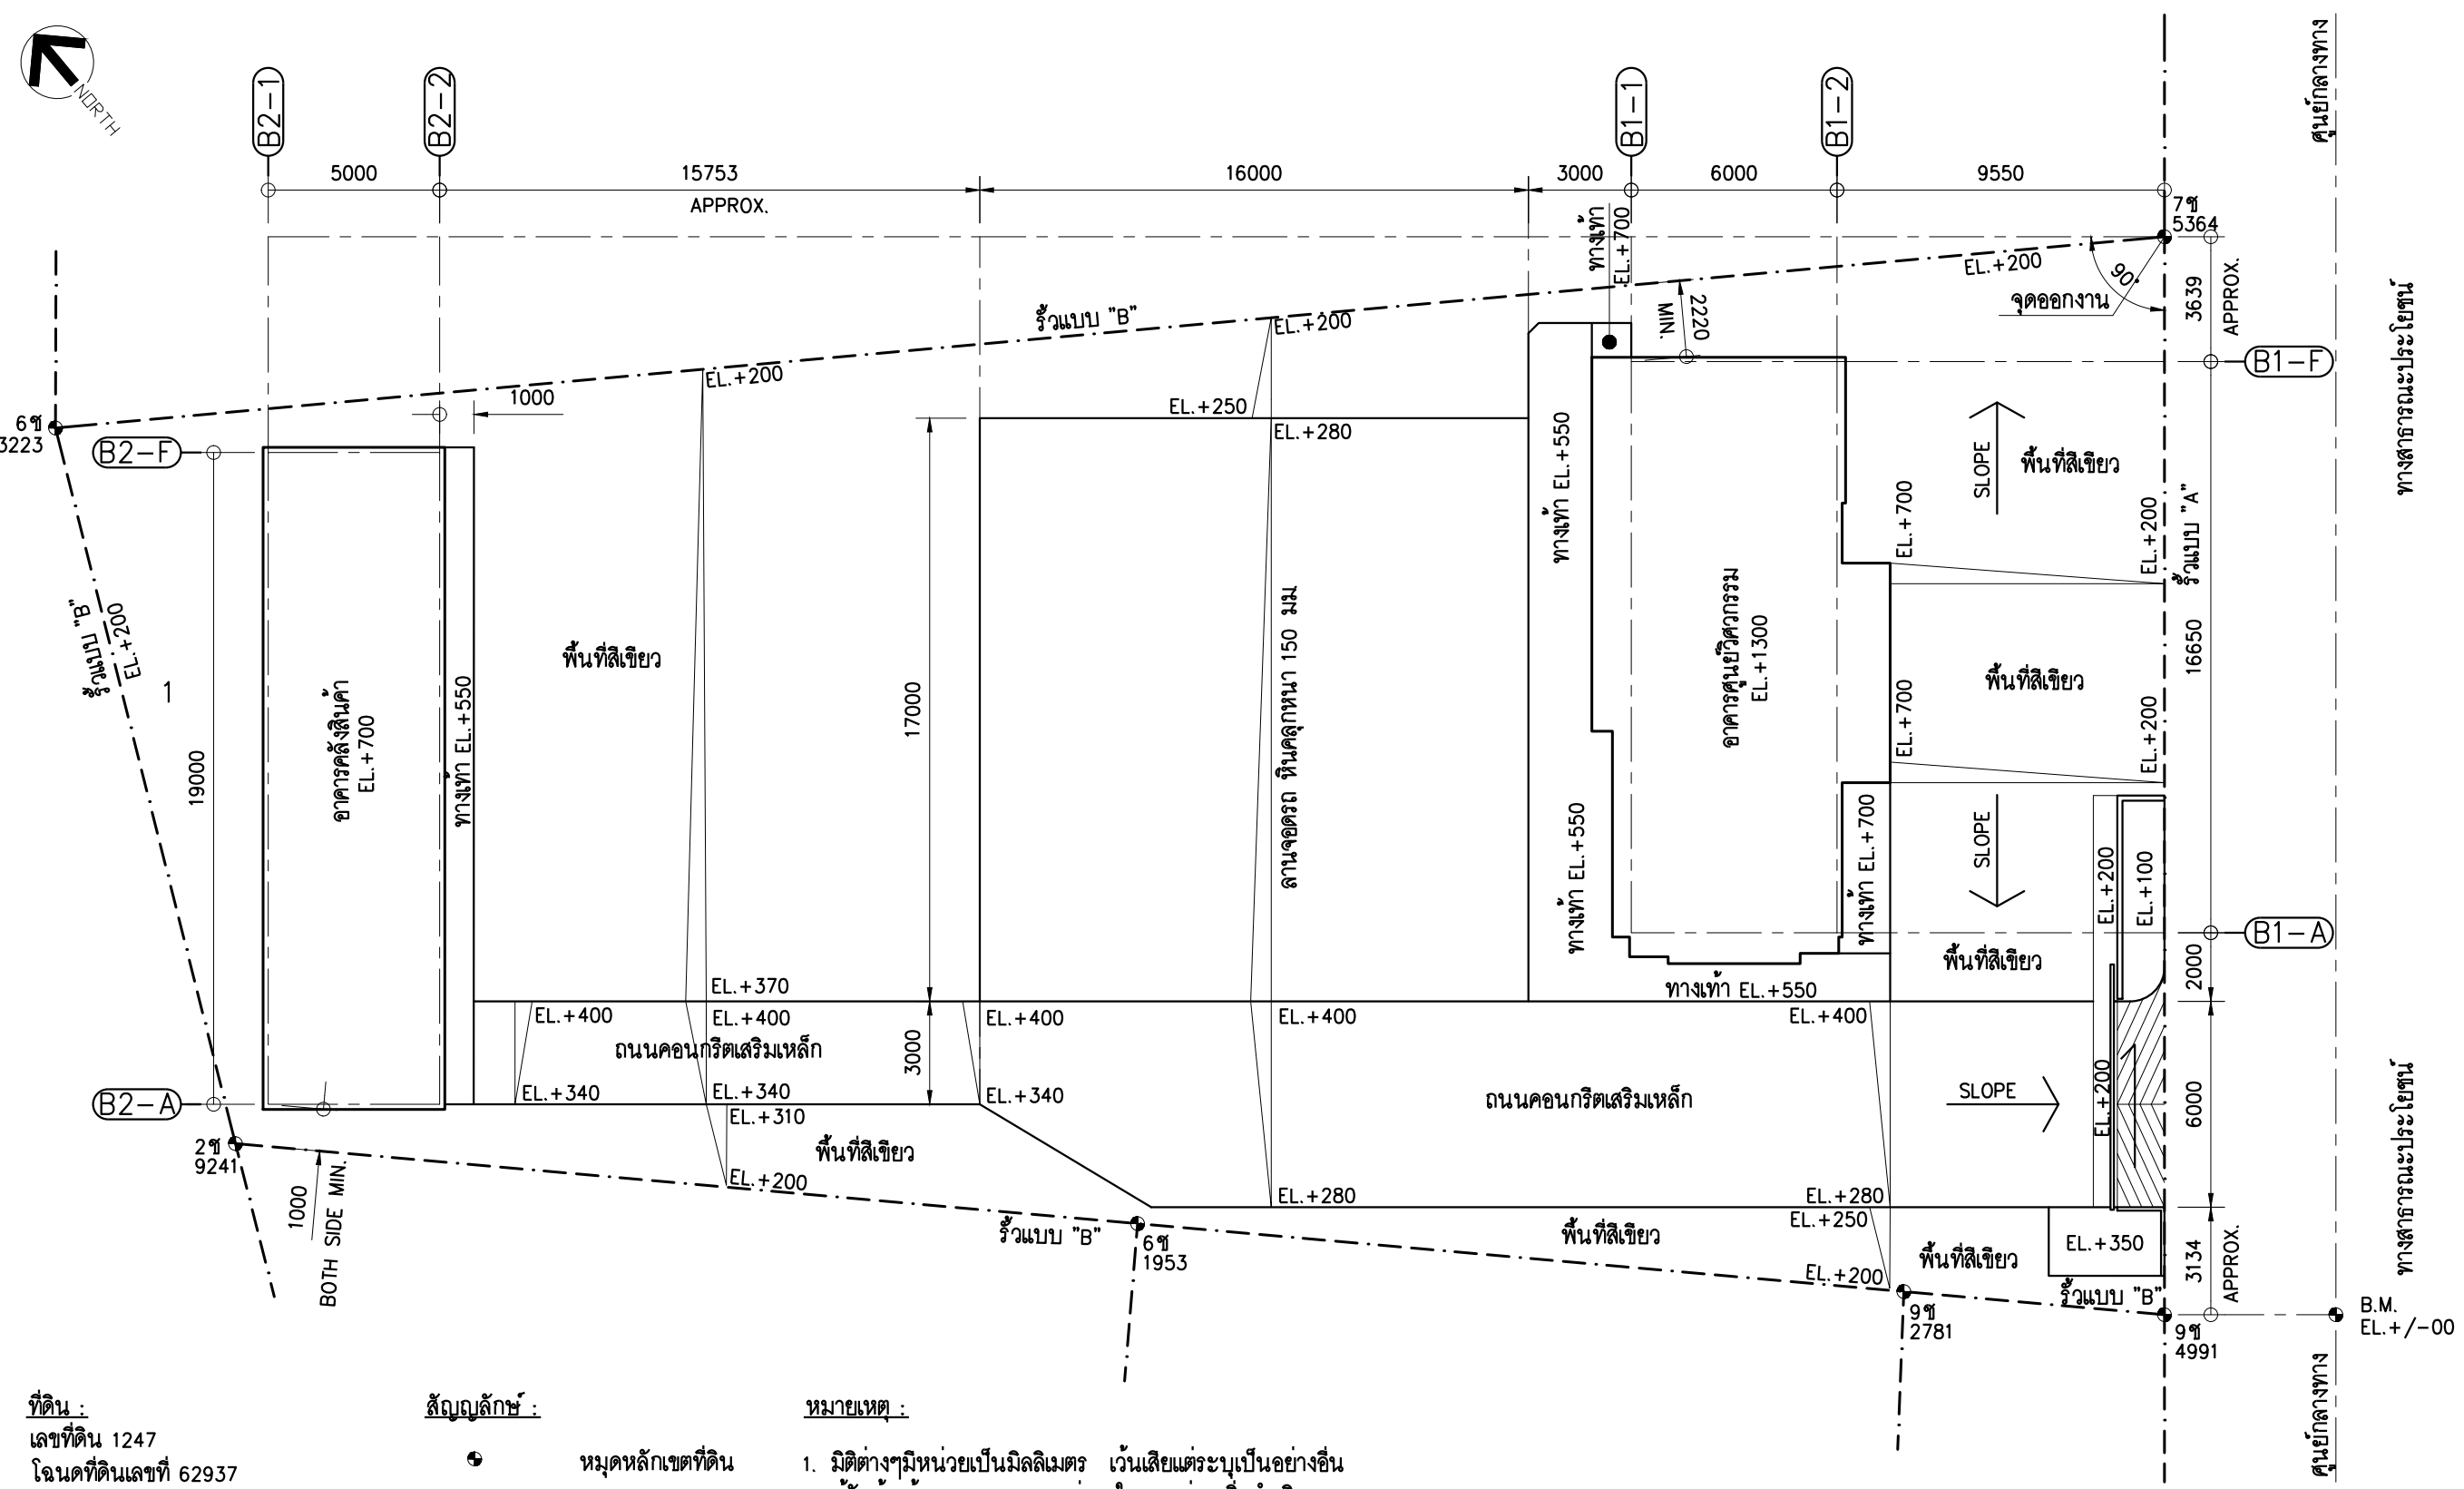 NORTH
B2-1
B2-2
B1-1
B1-2
ศูนย์กลางทาง
5000
15753
APPROX.
16000
3000
6000
9550
7ช
5364
ทางเท้า
EL.+700
EL.+200
90°
จุดออกงาน
3639
APPROX.
ทางสาธารณะประโยชน์
รั้วแบบ "B"
EL.+200
2220
MIN.
B1-F
EL.+200
1000
EL.+250
EL.+280
6ช
3223
B2-F
ทางเท้า EL.+550
SLOPE
พื้นที่สีเขียว
EL.+700
EL.+200
รั้วแบบ "A"
รั้วแบบ "B"
EL.+200
1
19000
อาคารคลังสินค้า
EL.+700
ทางเท้า EL.+550
พื้นที่สีเขียว
17000
ลานจอดรถ หินคลุกหนา 150 มม.
อาคารศูนย์วิศวกรรม
EL.+1300
พื้นที่สีเขียว
16650
EL.+700
EL.+200
ทางเท้า EL.+550
ทางเท้า EL.+700
SLOPE
EL.+200
EL.+100
B1-A
พื้นที่สีเขียว
ทางเท้า EL.+550
2000
EL.+370
EL.+400
EL.+400
EL.+400
EL.+400
EL.+400
ถนนคอนกรีตเสริมเหล็ก
3000
EL.+340
EL.+340
EL.+340
ถนนคอนกรีตเสริมเหล็ก
SLOPE
EL.+200
6000
ทางสาธารณะประโยชน์
B2-A
EL.+310
พื้นที่สีเขียว
2ช
9241
EL.+200
1000
BOTH SIDE MIN.
EL.+280
EL.+280
EL.+250
รั้วแบบ "B"
6ช
1953
พื้นที่สีเขียว
EL.+200
พื้นที่สีเขียว
EL.+350
3134
APPROX.
รั้วแบบ "B"
9ช
2781
9ช
4991
B.M.
EL.+/-00
ศูนย์กลางทาง
ที่ดิน :
เลขที่ดิน 1247
โฉนดที่ดินเลขที่ 62937
สัญญลักษ์ :
หมุดหลักเขตที่ดิน
หมายเหตุ :
1. มิติต่างๆมีหน่วยเป็นมิลลิเมตร เว้นเสียแต่ระบุเป็นอย่างอื่น